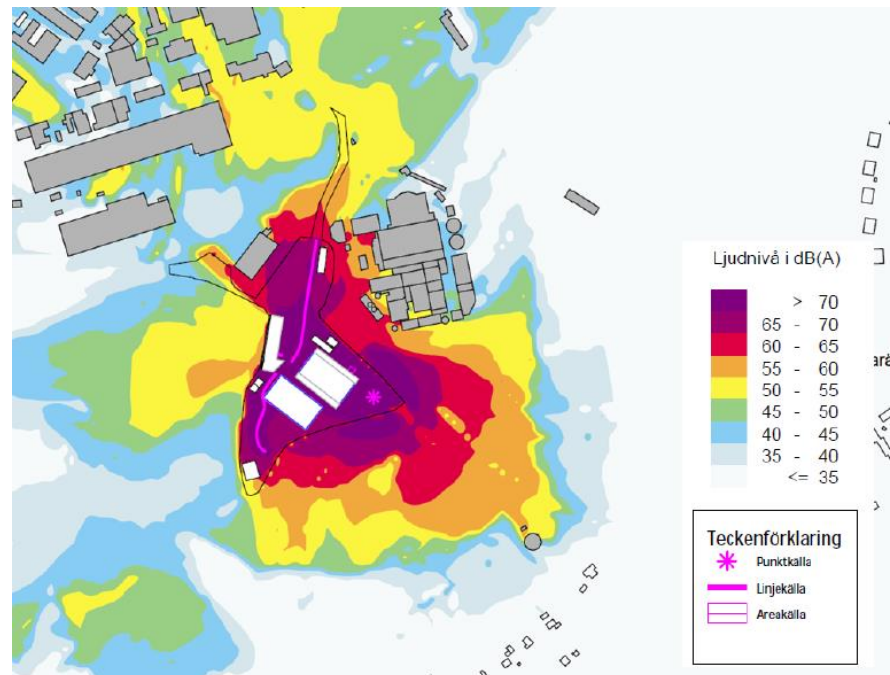 Ljudnivå i dB(A)
> 70
65 - 70
60 - 65
55 - 60
50 - 55
45 - 50
40 - 45
35 - 40
<= 35
Teckenförklaring
Punktkälla
Linjekälla
Areakälla